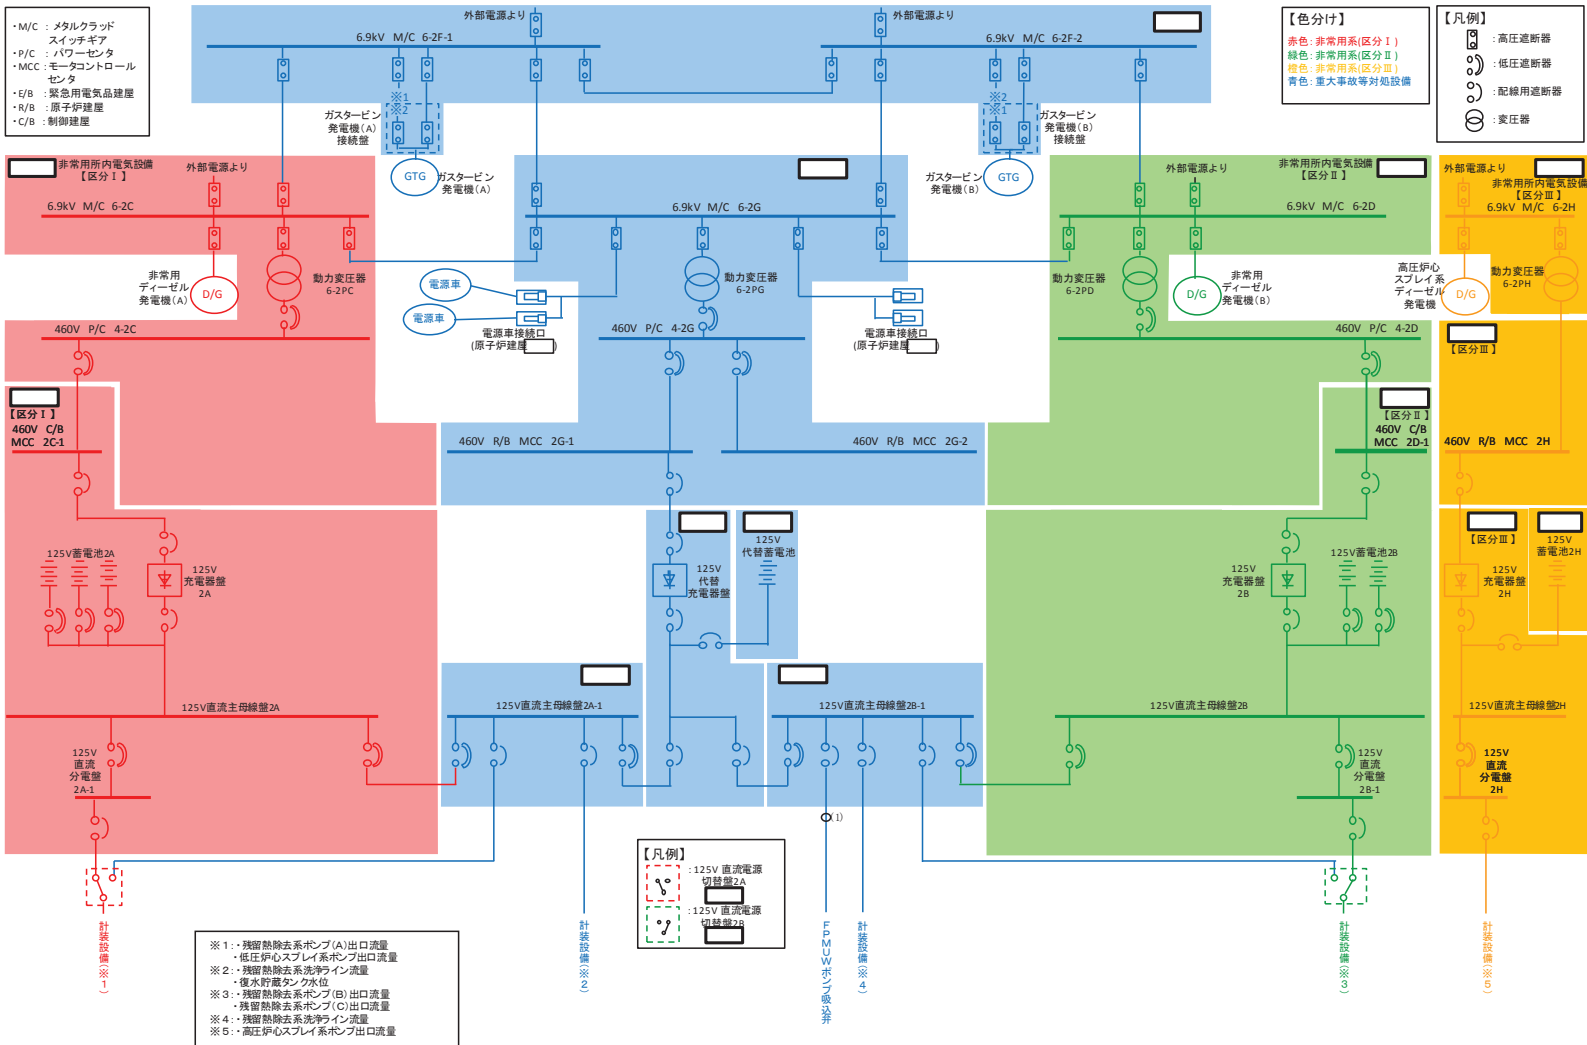 ・M/C ：メタルクラッド
スイッチギア
・P/C ：パワーセンタ
・MCC：モータコントロール
センタ
・E/B ：緊急用電気品建屋
・R/B ：原子炉建屋
・C/B ：制御建屋
外部電源より
6.9kV M/C 6-2F-1
外部電源より
6.9kV M/C 6-2F-2
※1
※2
ガスタービン
発電機(A)
接続盤
GTG
ガスタービン
発電機(A)
※2
※1
ガスタービン
発電機(B)
接続盤
GTG
ガスタービン
発電機(B)
【色分け】
赤色：非常用系(区分Ⅰ)
緑色：非常用系(区分Ⅱ)
橙色：非常用系(区分Ⅲ)
青色：重大事故等対処設備
【凡例】
：高圧遮断器
：低圧遮断器
：配線用遮断器
：変圧器
非常用所内電気設備
【区分Ⅰ】
外部電源より
6.9kV M/C 6-2C
非常用
ディーゼル
発電機(A)
D/G
動力変圧器
6-2PC
460V P/C 4-2C
6.9kV M/C 6-2G
電源車
電源車
電源車接続口
(原子炉建屋 )
動力変圧器
6-2PG
460V P/C 4-2G
電源車接続口
(原子炉建屋 )
外部電源より
非常用所内電気設備
【区分Ⅱ】
6.9kV M/C 6-2D
動力変圧器
6-2PD
D/G
非常用
ディーゼル
発電機(B)
460V P/C 4-2D
外部電源より
非常用所内電気設備
【区分Ⅲ】
6.9kV M/C 6-2H
高圧炉心
スプレイ系
ディーゼル
発電機
D/G
動力変圧器
6-2PH
【区分Ⅲ】
【区分Ⅰ】
460V C/B
MCC 2C-1
460V R/B MCC 2G-1
460V R/B MCC 2G-2
【区分Ⅱ】
460V C/B
MCC 2D-1
460V R/B MCC 2H
125V蓄電池2A
125V
充電器盤
2A
125V
代替
充電器盤
125V
代替蓄電池
125V
充電器盤
2B
125V蓄電池2B
【区分Ⅲ】
125V
充電器盤
2H
125V
蓄電池2H
125V直流主母線盤2A
125V直流主母線盤2A-1
125V直流主母線盤2B-1
125V直流主母線盤2B
125V直流主母線盤2H
125V
直流
分電盤
2A-1
125V
直流
分電盤
2B-1
125V
直流
分電盤
2H
(1)
【凡例】
：125V 直流電源
切替盤2A
：125V 直流電源
切替盤2B
計装設備(※1)
計装設備(※2)
FPMUWポンプ吸込弁
計装設備(※4)
計装設備(※3)
計装設備(※5)
※1：・残留熱除去系ポンプ(A)出口流量
・低圧炉心スプレイ系ポンプ出口流量
※2：・残留熱除去系洗浄ライン流量
・復水貯蔵タンク水位
※3：・残留熱除去系ポンプ(B)出口流量
・残留熱除去系ポンプ(C)出口流量
※4：・残留熱除去系洗浄ライン流量
※5：・高圧炉心スプレイ系ポンプ出口流量